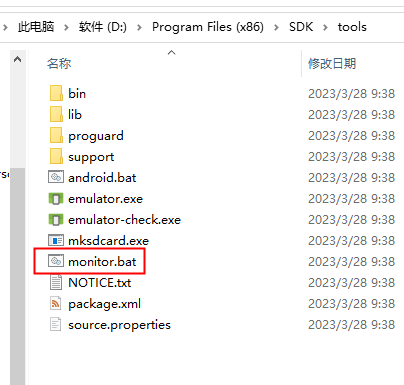 此电脑 › 软件 (D:) › Program Files (x86) › SDK › tools
名称 修改日期
bin 2023/3/28 9:38
lib 2023/3/28 9:38
proguard 2023/3/28 9:38
support 2023/3/28 9:38
android.bat 2023/3/28 9:38
emulator.exe 2023/3/28 9:38
emulator-check.exe 2023/3/28 9:38
mksdcard.exe 2023/3/28 9:38
monitor.bat 2023/3/28 9:38
NOTICE.txt 2023/3/28 9:38
package.xml 2023/3/28 9:38
source.properties 2023/3/28 9:38